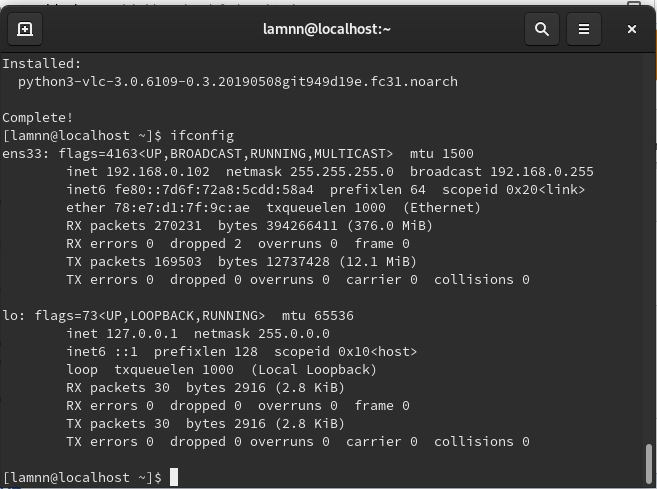 lamnn@localhost:~
Installed:
  python3-vlc-3.0.6109-0.3.20190508git949d19e.fc31.noarch
Complete!
[lamnn@localhost ~]$ ifconfig
ens33: flags=4163<UP,BROADCAST,RUNNING,MULTICAST>  mtu 1500
        inet 192.168.0.102  netmask 255.255.255.0  broadcast 192.168.0.255
        inet6 fe80::7d6f:72a8:5cdd:58a4  prefixlen 64  scopeid 0x20<link>
        ether 78:e7:d1:7f:9c:ae  txqueuelen 1000  (Ethernet)
        RX packets 270231  bytes 394266411 (376.0 MiB)
        RX errors 0  dropped 2  overruns 0  frame 0
        TX packets 169503  bytes 12737428 (12.1 MiB)
        TX errors 0  dropped 0 overruns 0  carrier 0  collisions 0
lo: flags=73<UP,LOOPBACK,RUNNING>  mtu 65536
        inet 127.0.0.1  netmask 255.0.0.0
        inet6 ::1  prefixlen 128  scopeid 0x10<host>
        loop  txqueuelen 1000  (Local Loopback)
        RX packets 30  bytes 2916 (2.8 KiB)
        RX errors 0  dropped 0  overruns 0  frame 0
        TX packets 30  bytes 2916 (2.8 KiB)
        TX errors 0  dropped 0 overruns 0  carrier 0  collisions 0
[lamnn@localhost ~]$